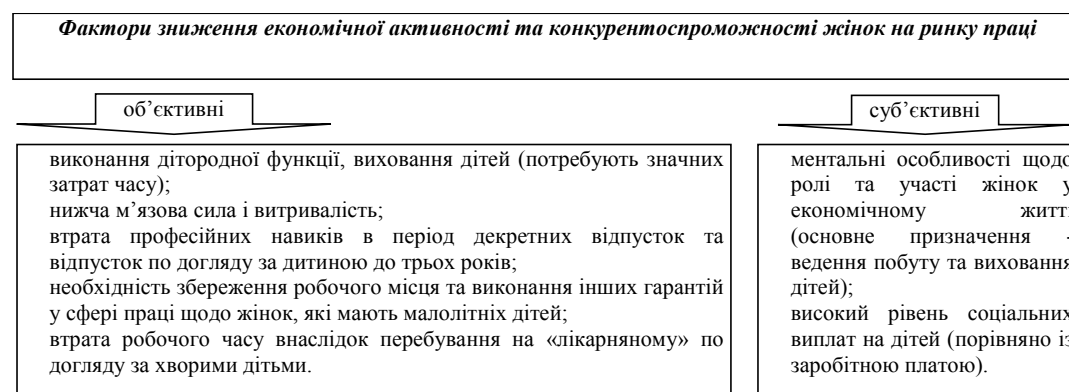 Фактори зниження економічної активності та конкурентоспроможності жінок на ринку праці
об’єктивні
суб’єктивні
виконання дітородної функції, виховання дітей (потребують значних
затрат часу);
нижча м’язова сила і витривалість;
втрата професійних навиків в період декретних відпусток та
відпусток по догляду за дитиною до трьох років;
необхідність збереження робочого місця та виконання інших гарантій
у сфері праці щодо жінок, які мають малолітніх дітей;
втрата робочого часу внаслідок перебування на «лікарняному» по
догляду за хворими дітьми.
ментальні особливості щодо
ролі та участі жінок у
економічному житті
(основне призначення -
ведення побуту та виховання
дітей);
високий рівень соціальних
виплат на дітей (порівняно із
заробітною платою).